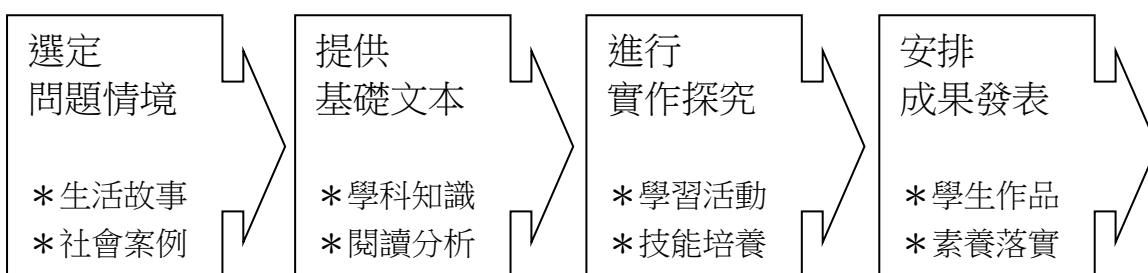 選定
問題情境
＊生活故事
＊社會案例
提供
基礎文本
＊學科知識
＊閱讀分析
進行
實作探究
＊學習活動
＊技能培養
安排
成果發表
＊學生作品
＊素養落實